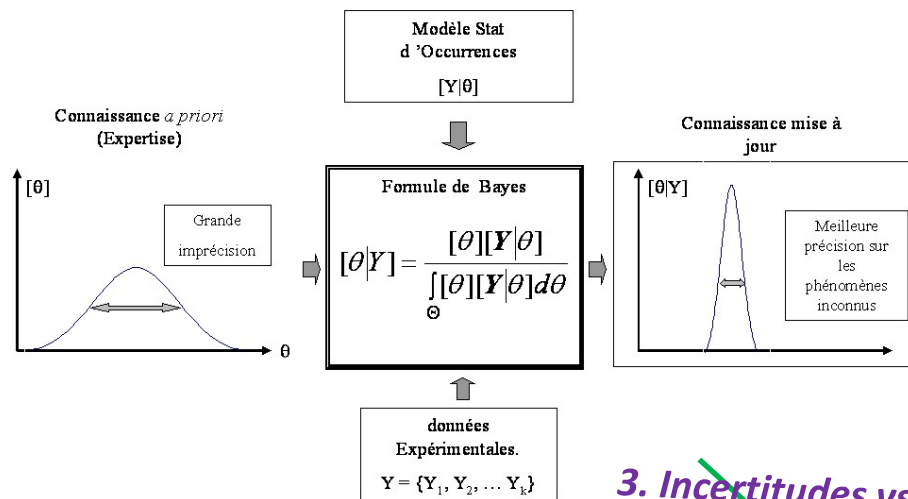 Modèle Stat
d ’Occurrences
[Y|θ]
Connaissance a priori
(Expertise)
[θ]
Grande
imprécision
θ
Formule de Bayes
[θ|Y] = [θ][Y|θ] / ∫Θ [θ][Y|θ]dθ
Connaissance mise à
jour
[θ|Y]
Meilleure
précision sur
les
phénomènes
inconnus
données
Expérimentales.
Y = {Y1, Y2, ... Yk}
3. Incertitudes vs